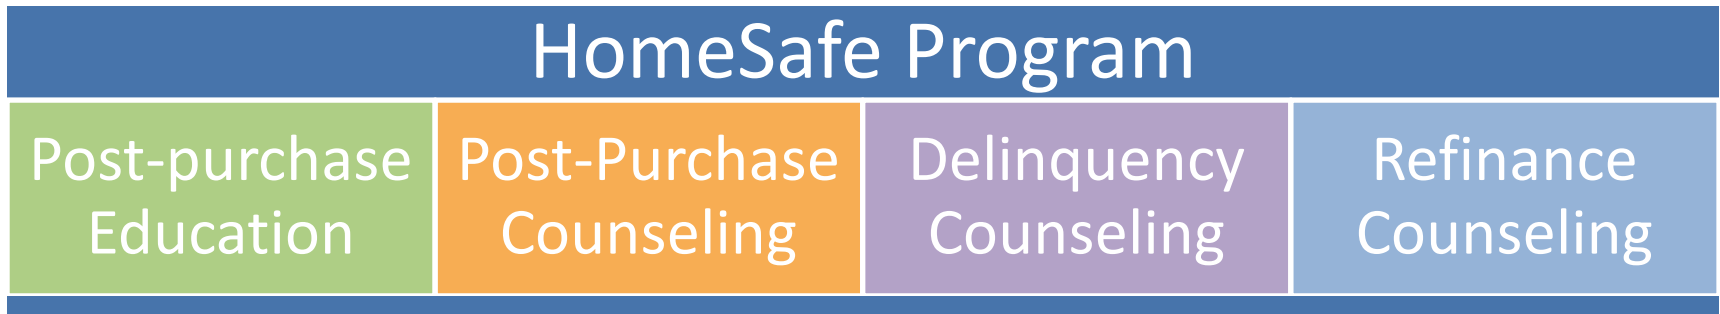 HomeSafe Program
Post-purchase
Education
Post-Purchase
Counseling
Delinquency
Counseling
Refinance
Counseling